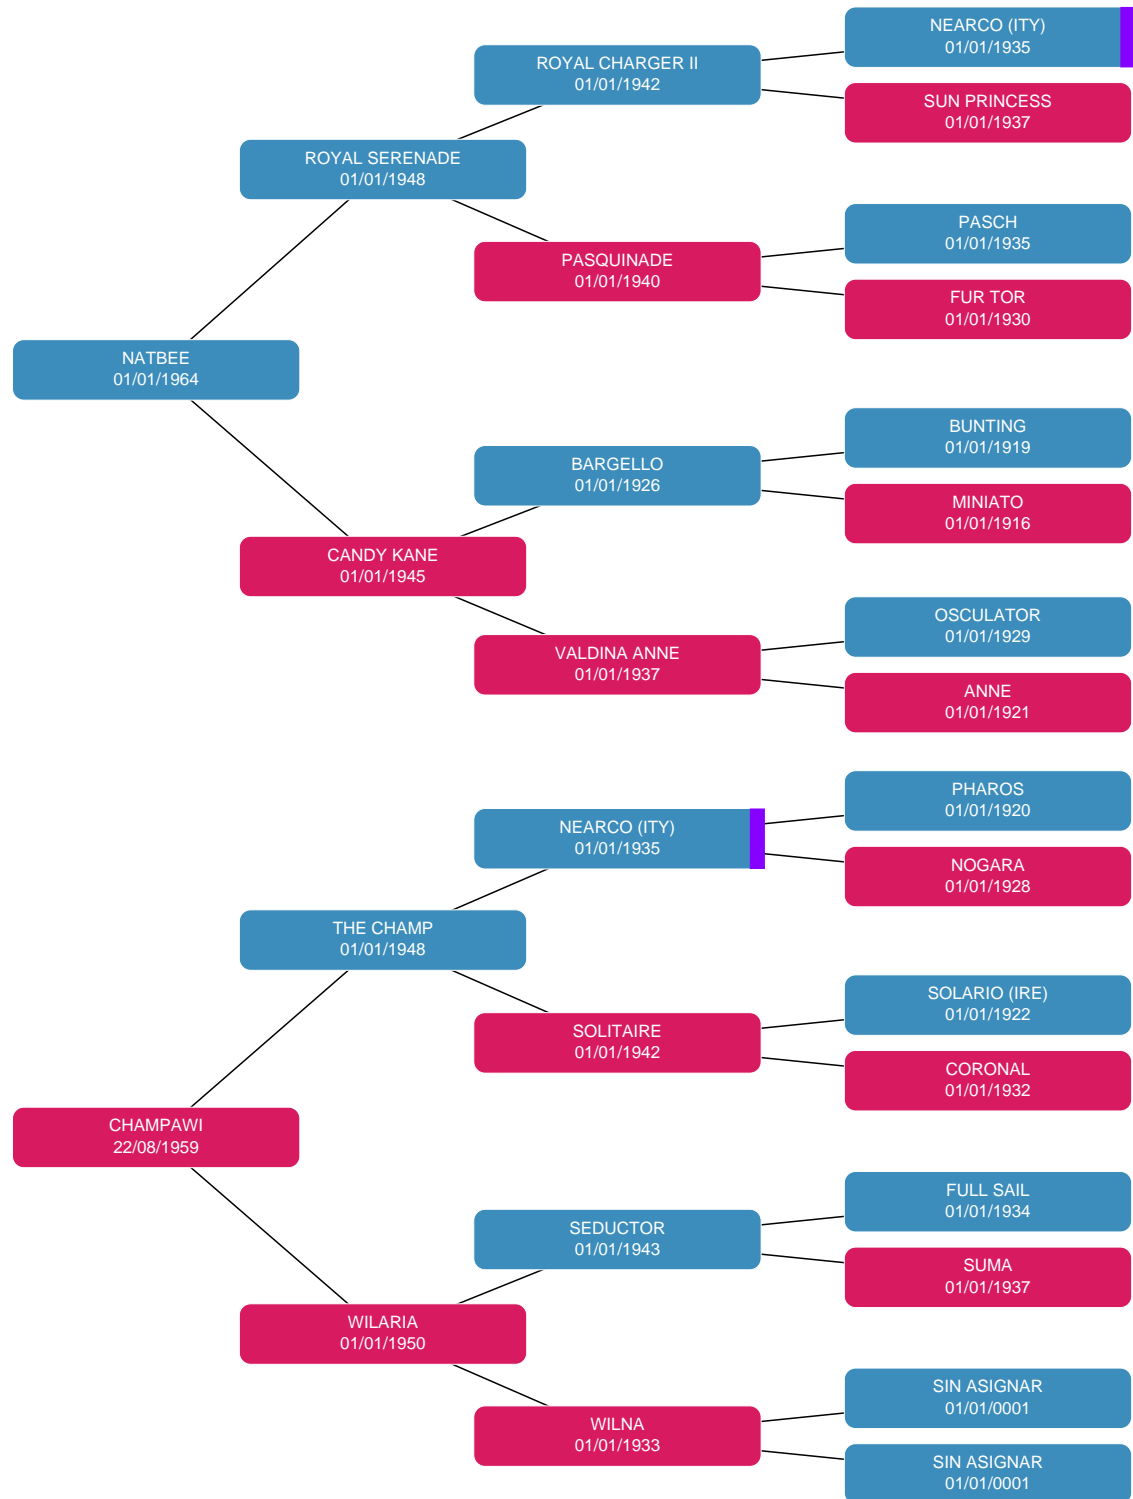 NEARCO (ITY)
01/01/1935
ROYAL CHARGER II
01/01/1942
SUN PRINCESS
01/01/1937
ROYAL SERENADE
01/01/1948
PASCH
01/01/1935
PASQUINADE
01/01/1940
FUR TOR
01/01/1930
NATBEE
01/01/1964
BUNTING
01/01/1919
BARGELLO
01/01/1926
MINIATO
01/01/1916
CANDY KANE
01/01/1945
OSCULATOR
01/01/1929
VALDINA ANNE
01/01/1937
ANNE
01/01/1921
PHAROS
01/01/1920
NEARCO (ITY)
01/01/1935
NOGARA
01/01/1928
THE CHAMP
01/01/1948
SOLARIO (IRE)
01/01/1922
SOLITAIRE
01/01/1942
CORONAL
01/01/1932
CHAMPAWI
22/08/1959
FULL SAIL
01/01/1934
SEDUCTOR
01/01/1943
SUMA
01/01/1937
WILARIA
01/01/1950
SIN ASIGNAR
01/01/0001
WILNA
01/01/1933
SIN ASIGNAR
01/01/0001